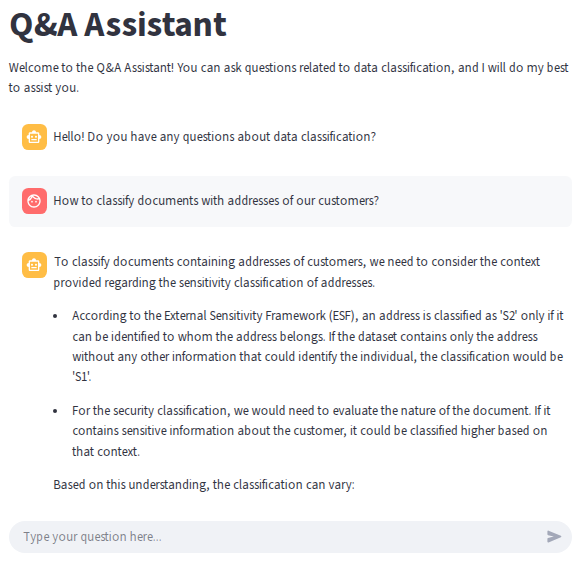 Q&A Assistant
Welcome to the Q&A Assistant! You can ask questions related to data classification, and I will do my best
to assist you.
Hello! Do you have any questions about data classification?
How to classify documents with addresses of our customers?
To classify documents containing addresses of customers, we need to consider the context
provided regarding the sensitivity classification of addresses.
• According to the External Sensitivity Framework (ESF), an address is classified as 'S2' only if it
can be identified to whom the address belongs. If the dataset contains only the address
without any other information that could identify the individual, the classification would be
'S1'.
• For the security classification, we would need to evaluate the nature of the document. If it
contains sensitive information about the customer, it could be classified higher based on
that context.
Based on this understanding, the classification can vary:
Type your question here...